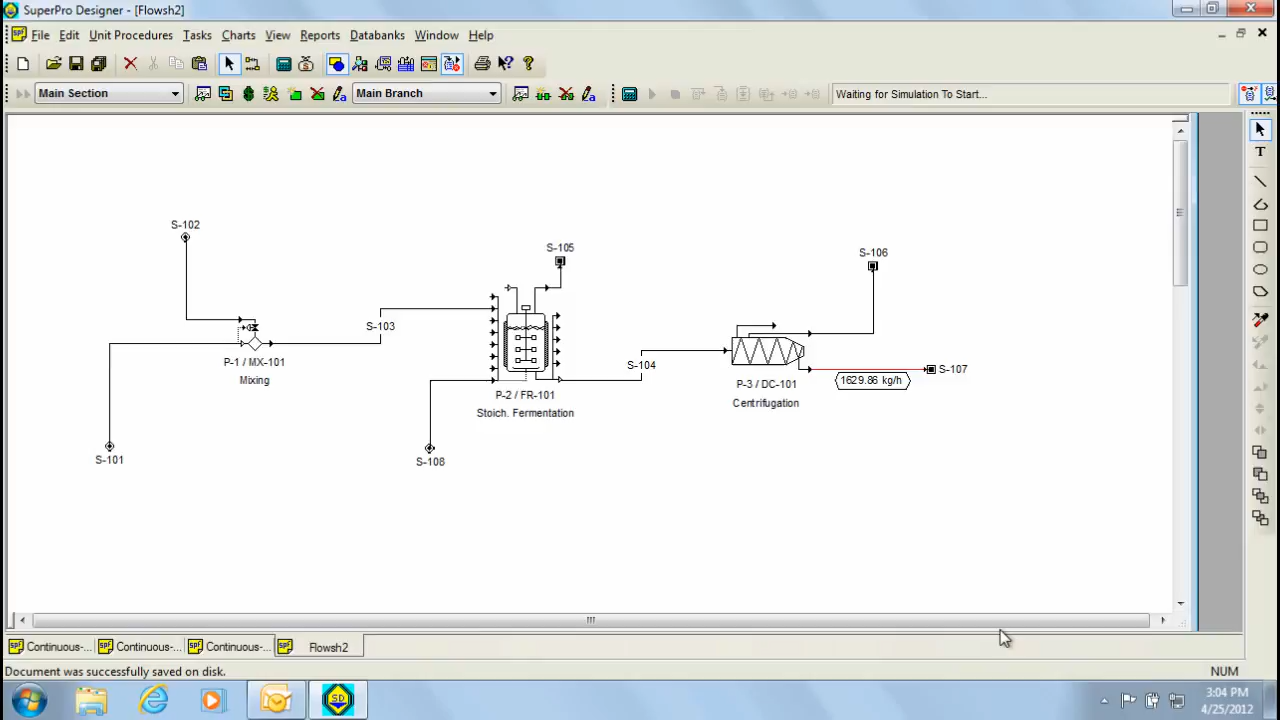 SuperPro Designer - [Flowsh2]
File Edit Unit Procedures Tasks Charts View Reports Databanks Window Help
Main Section Main Branch Waiting for Simulation To Start...
S-102
S-105
S-106
S-103
P-1 / MX-101
Mixing
S-104
S-107
1629.86 kg/h
P-3 / DC-101
Centrifugation
P-2 / FR-101
Stoich. Fermentation
S-101
S-108
Continuous-... Continuous-... Continuous-... Flowsh2
Document was successfully saved on disk. NUM
3:04 PM
4/25/2012